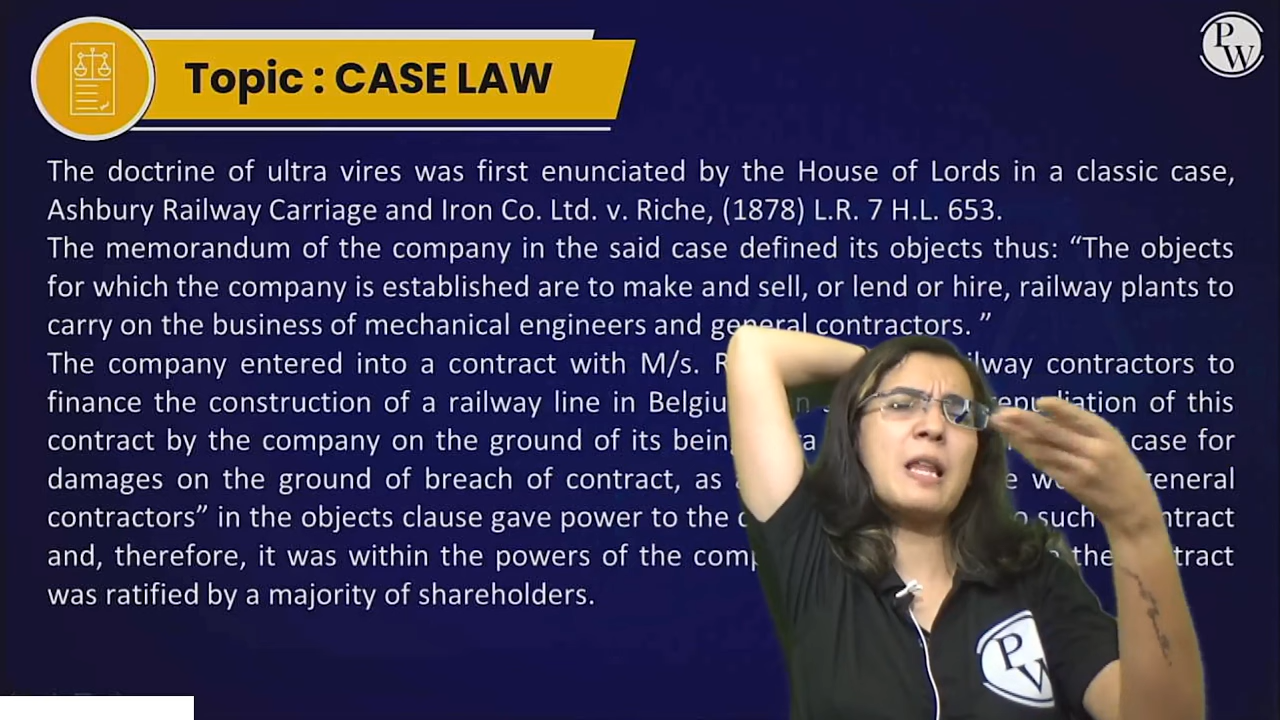 P
W
Topic : CASE LAW
The doctrine of ultra vires was first enunciated by the House of Lords in a classic case,
Ashbury Railway Carriage and Iron Co. Ltd. v. Riche, (1878) L.R. 7 H.L. 653.
The memorandum of the company in the said case defined its objects thus: “The objects
for which the company is established are to make and sell, or lend or hire, railway plants to
carry on the business of mechanical engineers and general contractors. ”
The company entered into a contract with M/s. contractors to
finance the construction of a railway line in of this
contract by the company on the ground of its case for
damages on the ground of breach of contract, as general
contractors” in the objects clause gave power to the such
and, therefore, it was within the powers of the the
was ratified by a majority of shareholders.
P
W